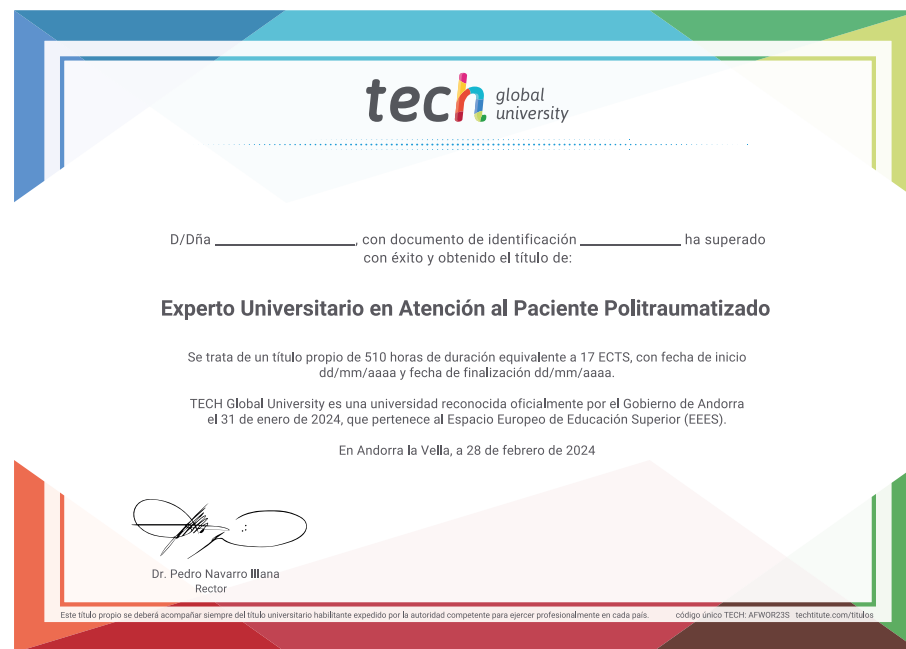 tech global
university
D/Dña ____________________, con documento de identificación ______________ ha superado
con éxito y obtenido el título de:
Experto Universitario en Atención al Paciente Politraumatizado
Se trata de un título propio de 510 horas de duración equivalente a 17 ECTS, con fecha de inicio
dd/mm/aaaa y fecha de finalización dd/mm/aaaa.
TECH Global University es una universidad reconocida oficialmente por el Gobierno de Andorra
el 31 de enero de 2024, que pertenece al Espacio Europeo de Educación Superior (EEES).
En Andorra la Vella, a 28 de febrero de 2024
Dr. Pedro Navarro Illana
Rector
Este título propio se deberá acompañar siempre del título universitario habilitante expedido por la autoridad competente para ejercer profesionalmente en cada país. código único TECH: AFWOR23S techtitute.com/titulos